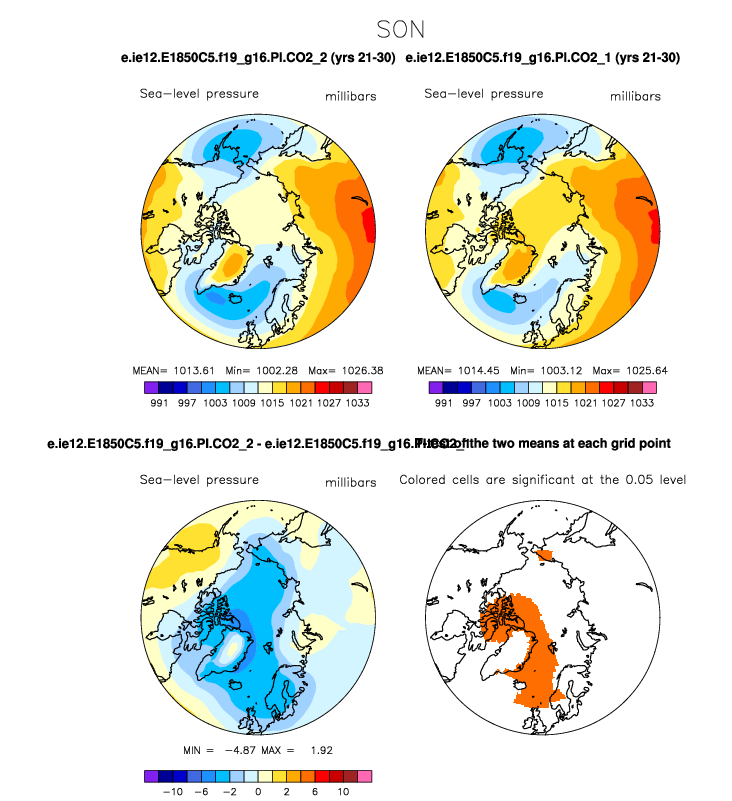 SON
e.ie12.E1850C5.f19_g16.PI.CO2_2 (yrs 21-30) e.ie12.E1850C5.f19_g16.PI.CO2_1 (yrs 21-30)
Sea-level pressure millibars Sea-level pressure millibars
MEAN= 1013.61 Min= 1002.28 Max= 1026.38 MEAN= 1014.45 Min= 1003.12 Max= 1025.64
991 997 1003 1009 1015 1021 1027 1033 991 997 1003 1009 1015 1021 1027 1033
e.ie12.E1850C5.f19_g16.PI.CO2_2 - e.ie12.E1850C5.f19_g16.PI.CO2_ of the two means at each grid point
Sea-level pressure millibars Colored cells are significant at the 0.05 level
MIN = -4.87 MAX = 1.92
-10 -6 -2 0 2 6 10